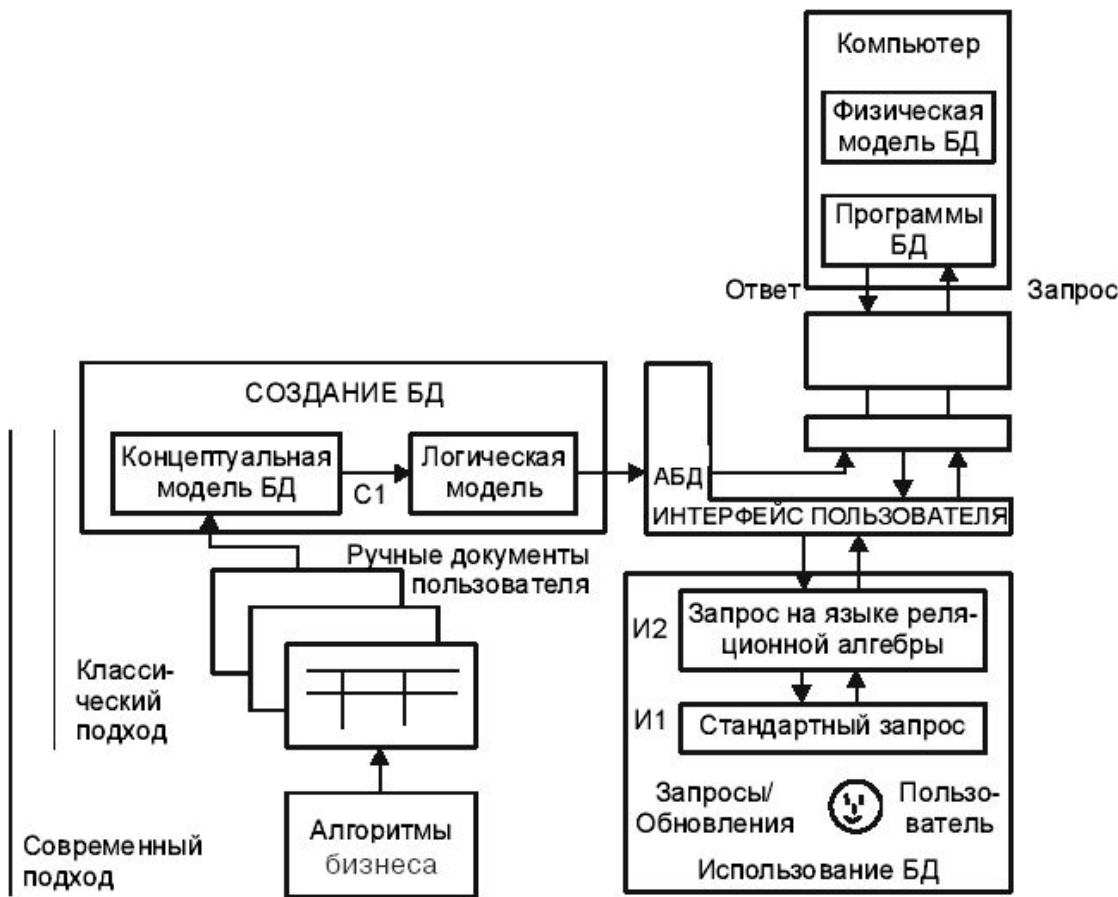 Компьютер
Физическая
модель БД
Программы
БД
Ответ
Запрос
СОЗДАНИЕ БД
Концептуальная
модель БД
С1
Логическая
модель
АБД
ИНТЕРФЕЙС ПОЛЬЗОВАТЕЛЯ
Ручные документы
пользователя
Запрос на языке реля-
ционной алгебры
И2
И1
Стандартный запрос
Запросы/
Обновления
Пользо-
ватель
Использование БД
Класси-
ческий
подход
Алгоритмы
бизнеса
Современный
подход